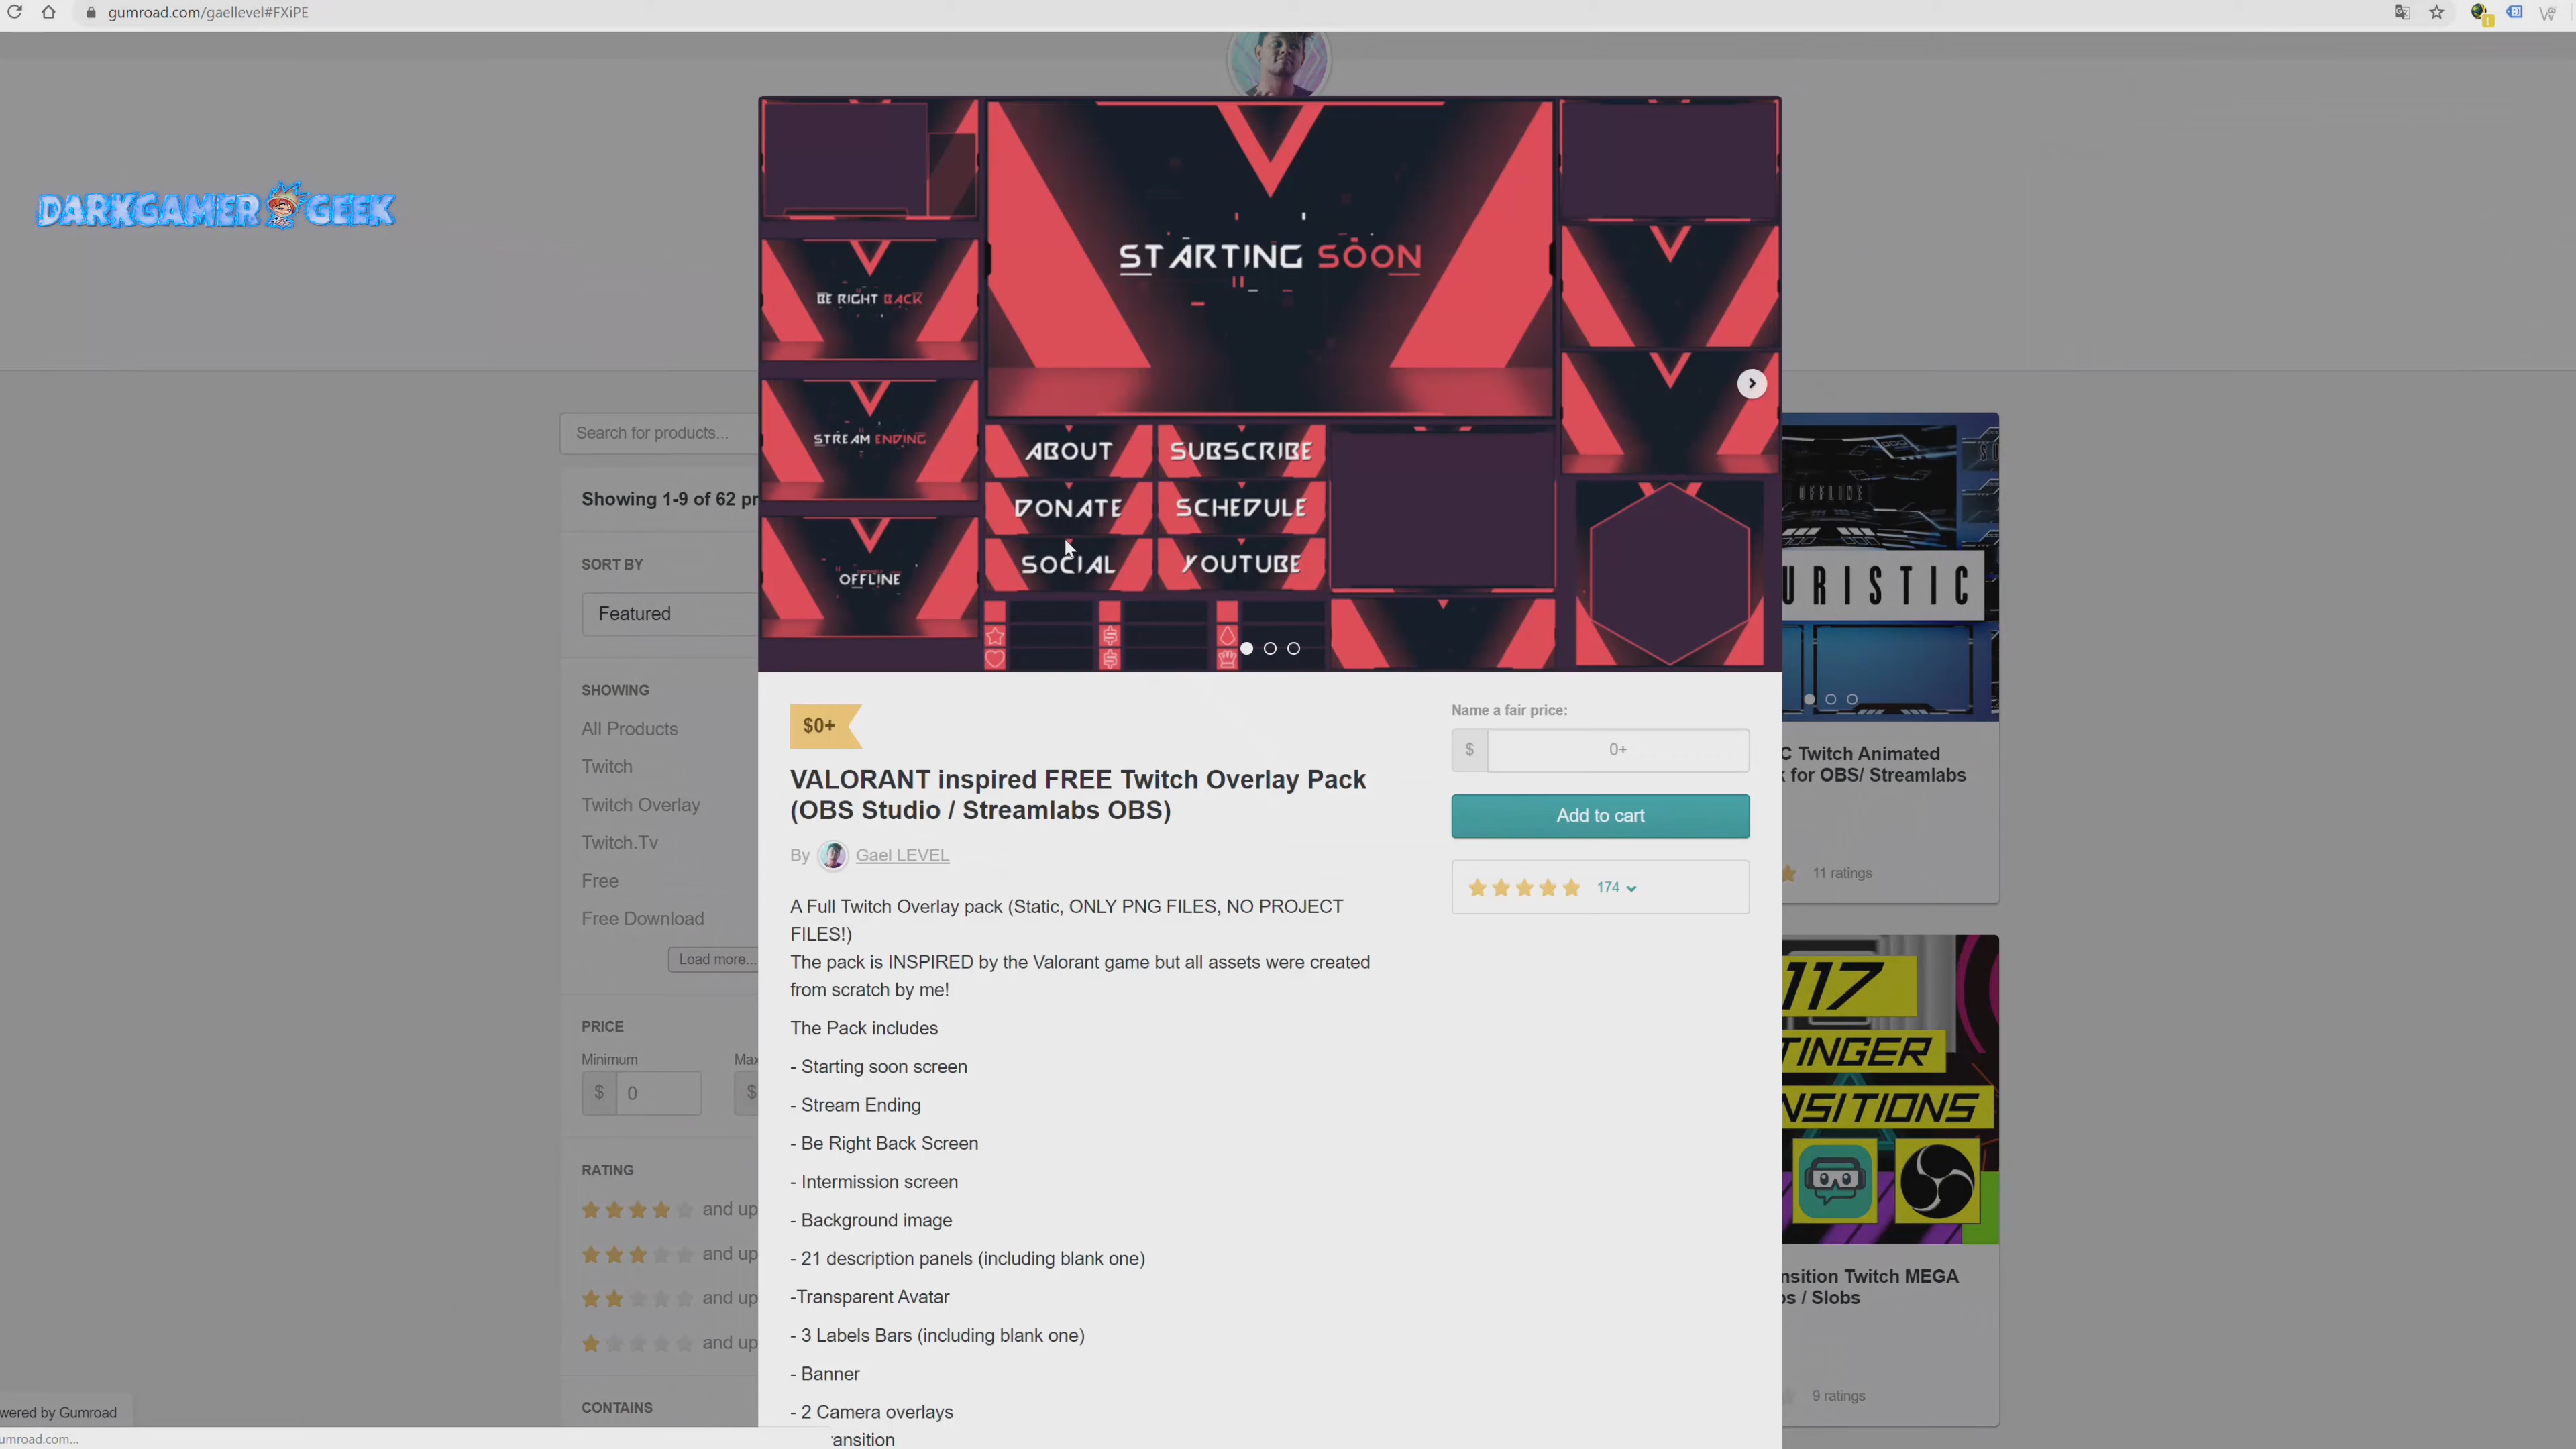 gumroad.com/gaellevel#FXiPE
DARKGAMER GEEK
STARTING SOON
BE RIGHT BACK
STREAM ENDING
OFFLINE
ABOUT SUBSCRIBE
DONATE SCHEDULE
SOCIAL YOUTUBE
Search for products...
Showing 1-9 of 62 pr
SORT BY
Featured
SHOWING
All Products
Twitch
Twitch Overlay
Twitch.Tv
Free
Free Download
Load more...
PRICE
Minimum Max
$ 0 $
RATING
and up
and up
and up
and up
CONTAINS
wered by Gumroad
umroad.com...
$0+
VALORANT inspired FREE Twitch Overlay Pack
(OBS Studio / Streamlabs OBS)
By Gael LEVEL
A Full Twitch Overlay pack (Static, ONLY PNG FILES, NO PROJECT
FILES!)
The pack is INSPIRED by the Valorant game but all assets were created
from scratch by me!
The Pack includes
- Starting soon screen
- Stream Ending
- Be Right Back Screen
- Intermission screen
- Background image
- 21 description panels (including blank one)
-Transparent Avatar
- 3 Labels Bars (including blank one)
- Banner
- 2 Camera overlays
ansition
Name a fair price:
$ 0+
Add to cart
174
OFFLINE
URISTIC
C Twitch Animated
for OBS/ Streamlabs
11 ratings
117
TINGER
NSITIONS
nsition Twitch MEGA
bs / Slobs
9 ratings